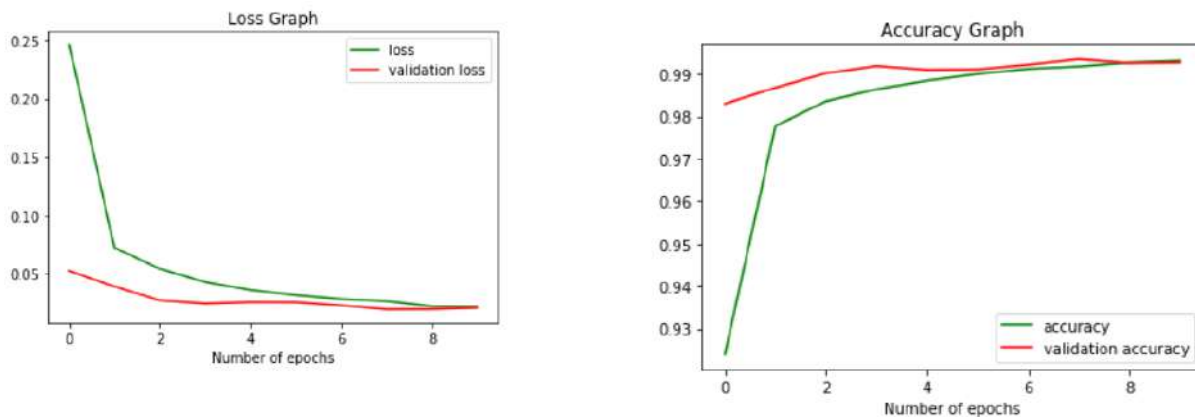 Loss Graph
0.25
0.20
0.15
0.10
0.05
loss
validation loss
0 2 4 6 8
Number of epochs
Accuracy Graph
0.99
0.98
0.97
0.96
0.95
0.94
0.93
accuracy
validation accuracy
0 2 4 6 8
Number of epochs